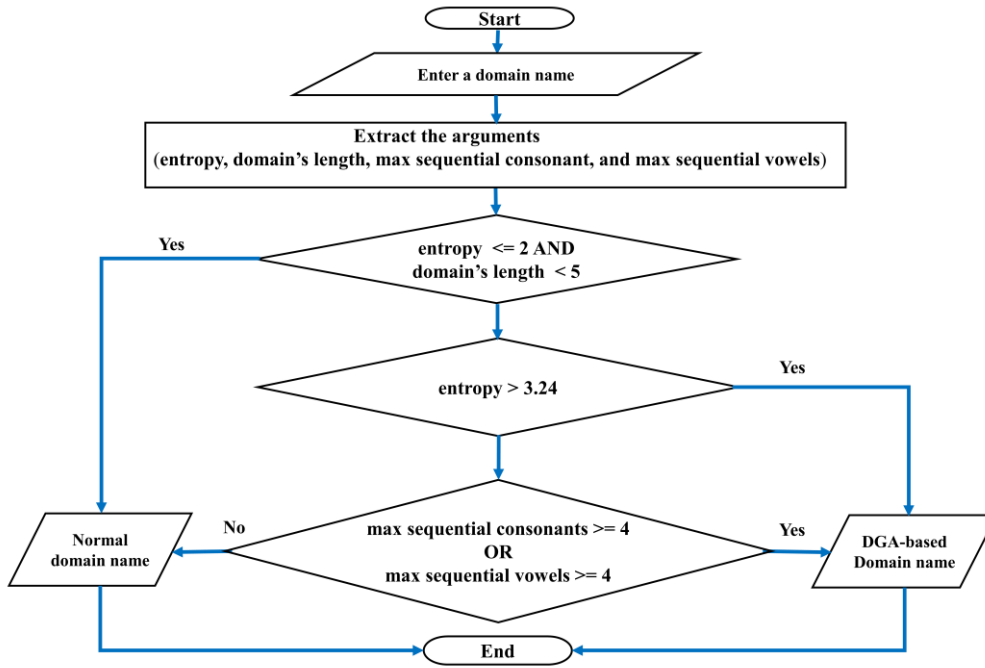 Start
Enter a domain name
Extract the arguments
(entropy, domain’s length, max sequential consonant, and max sequential vowels)
Yes
entropy <= 2 AND
domain’s length < 5
Yes
entropy > 3.24
No
max sequential consonants >= 4
OR
max sequential vowels >= 4
Yes
Normal
domain name
DGA-based
Domain name
End